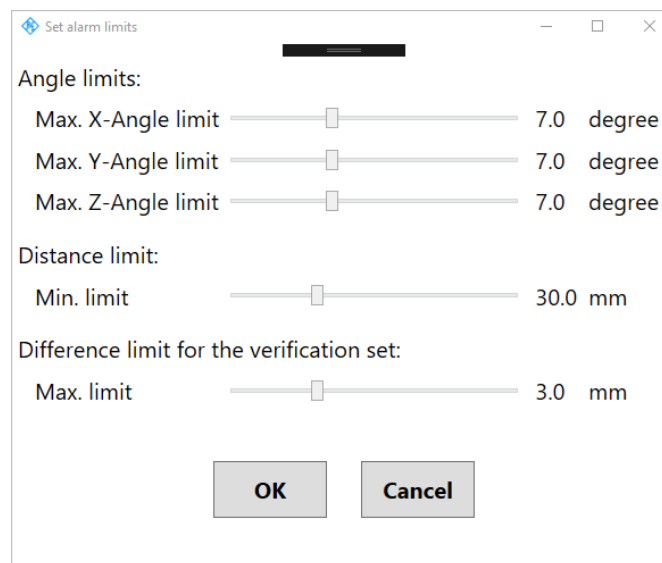 Set alarm limits
Angle limits:
Max. X-Angle limit 7.0 degree
Max. Y-Angle limit 7.0 degree
Max. Z-Angle limit 7.0 degree
Distance limit:
Min. limit 30.0 mm
Difference limit for the verification set:
Max. limit 3.0 mm
OK Cancel